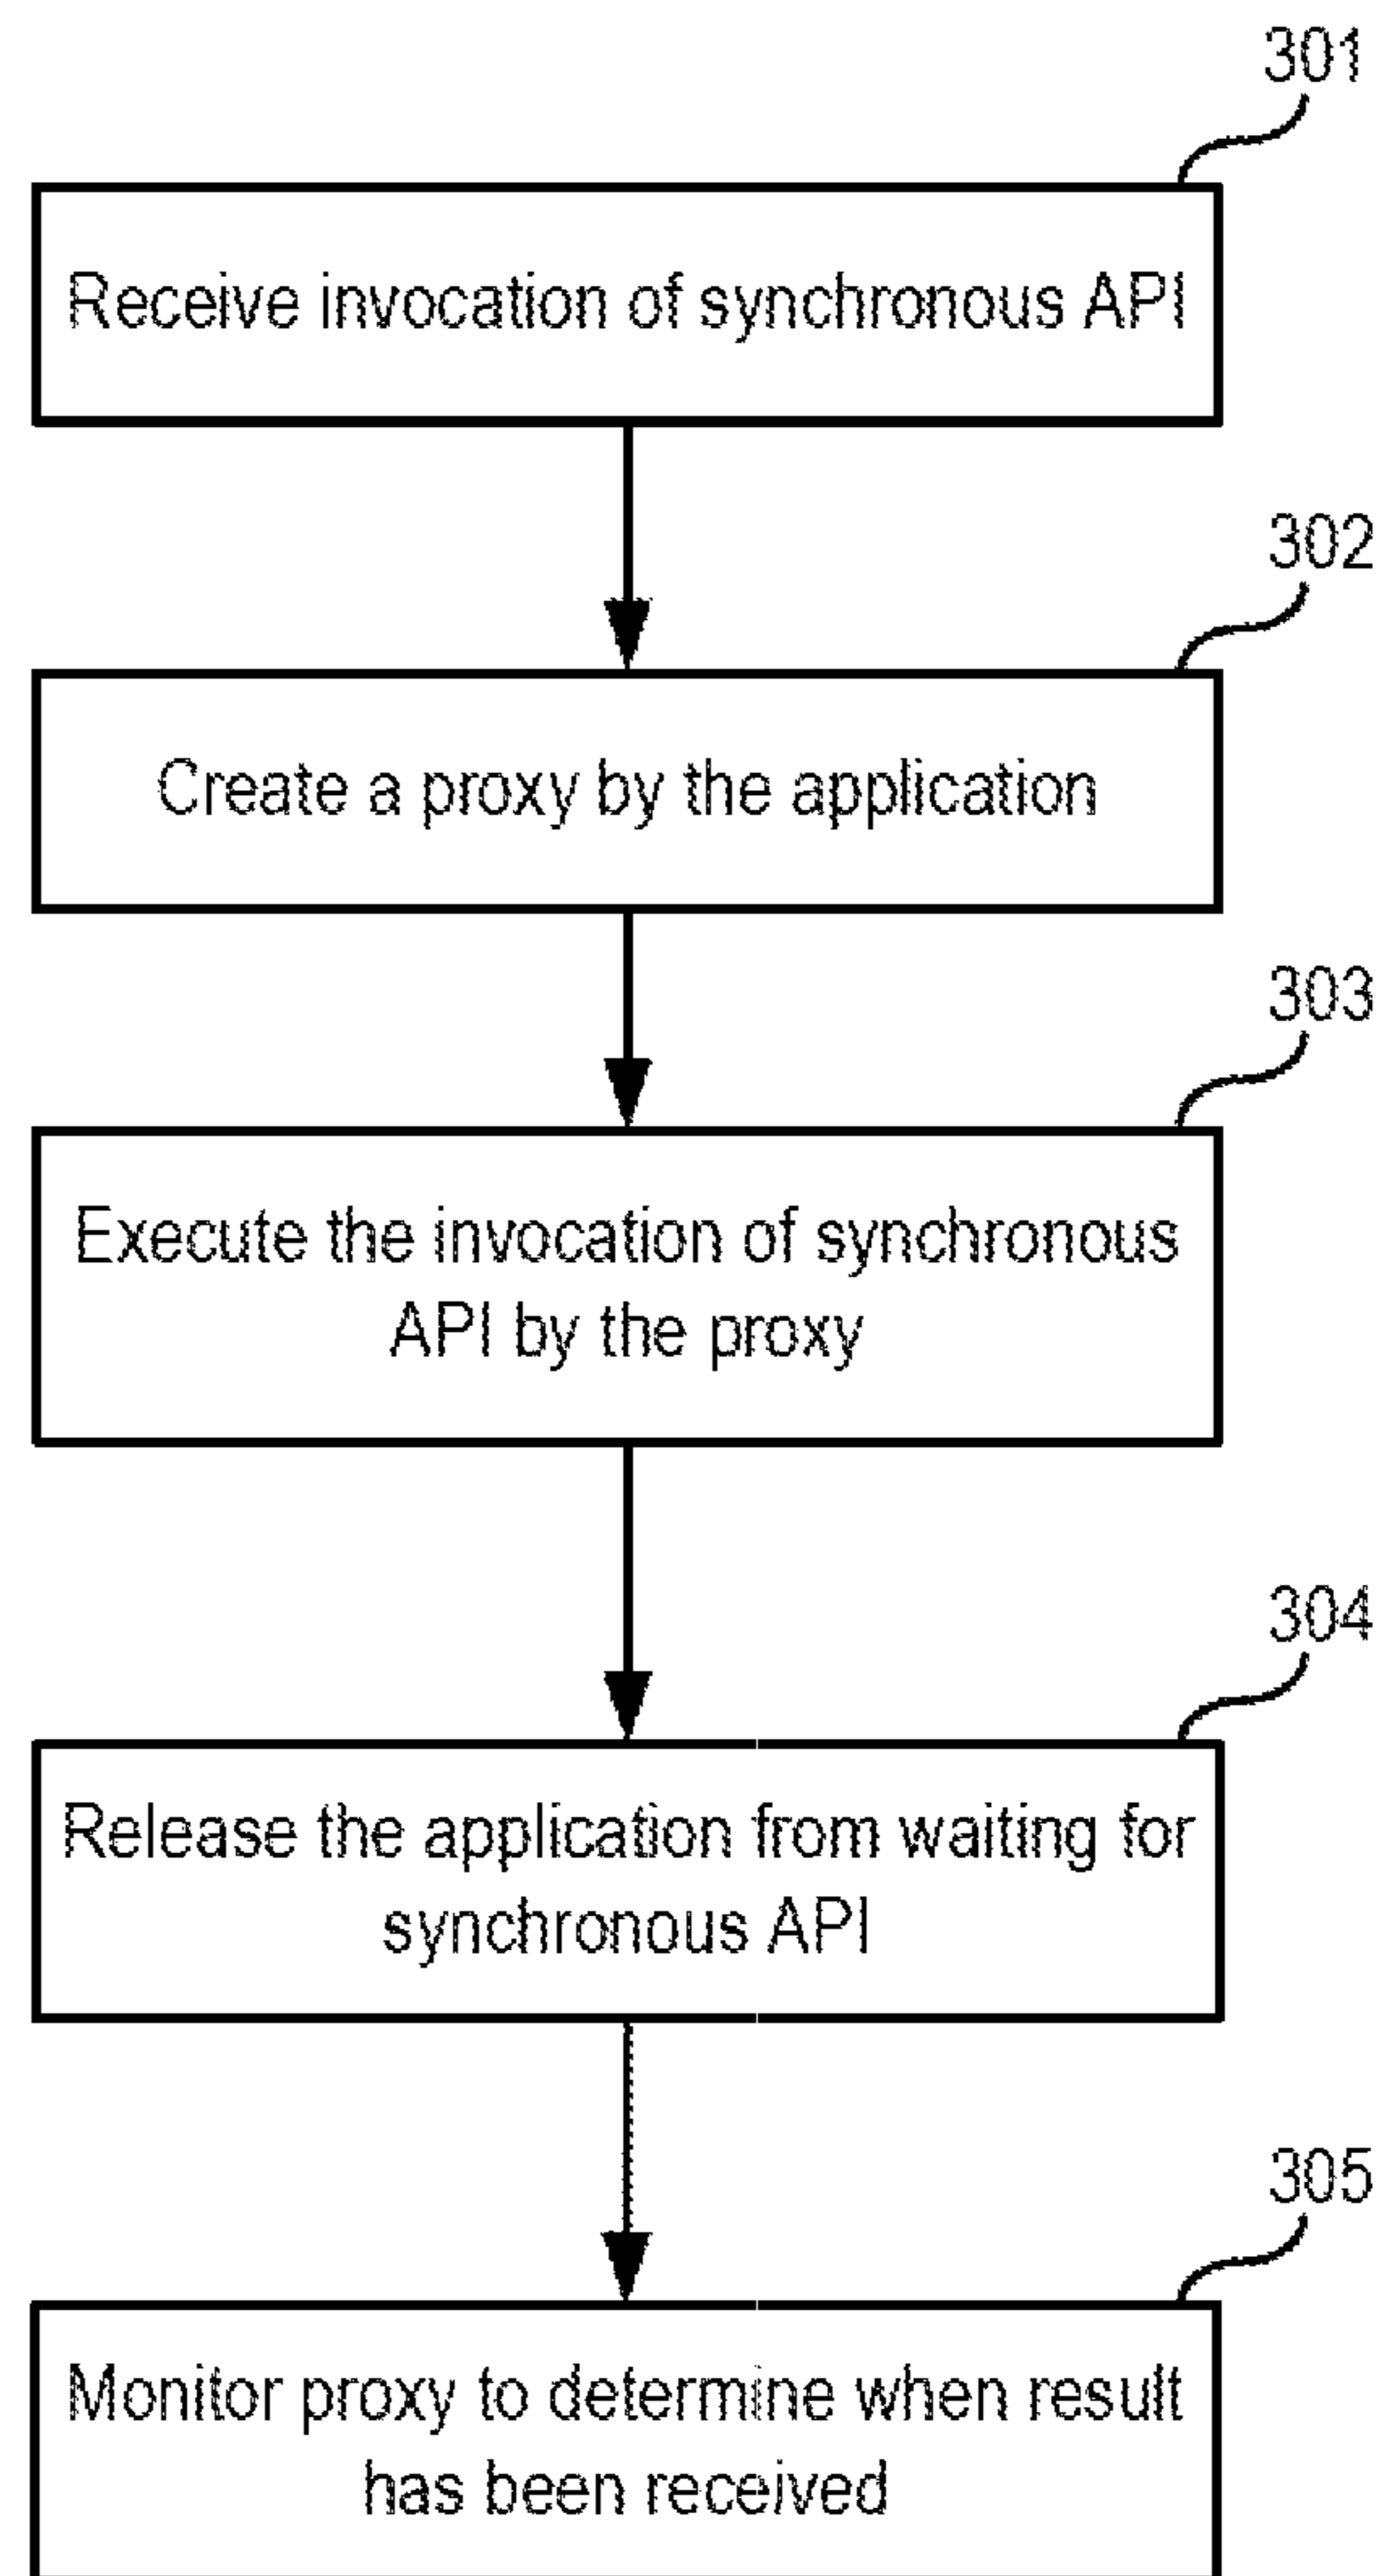 301
Receive invocation of synchronous API
302
Create a proxy by the application
303
Execute the invocation of synchronous
API by the proxy
304
Release the application from waiting for
synchronous API
305
Monitor proxy to determine when result
has been received